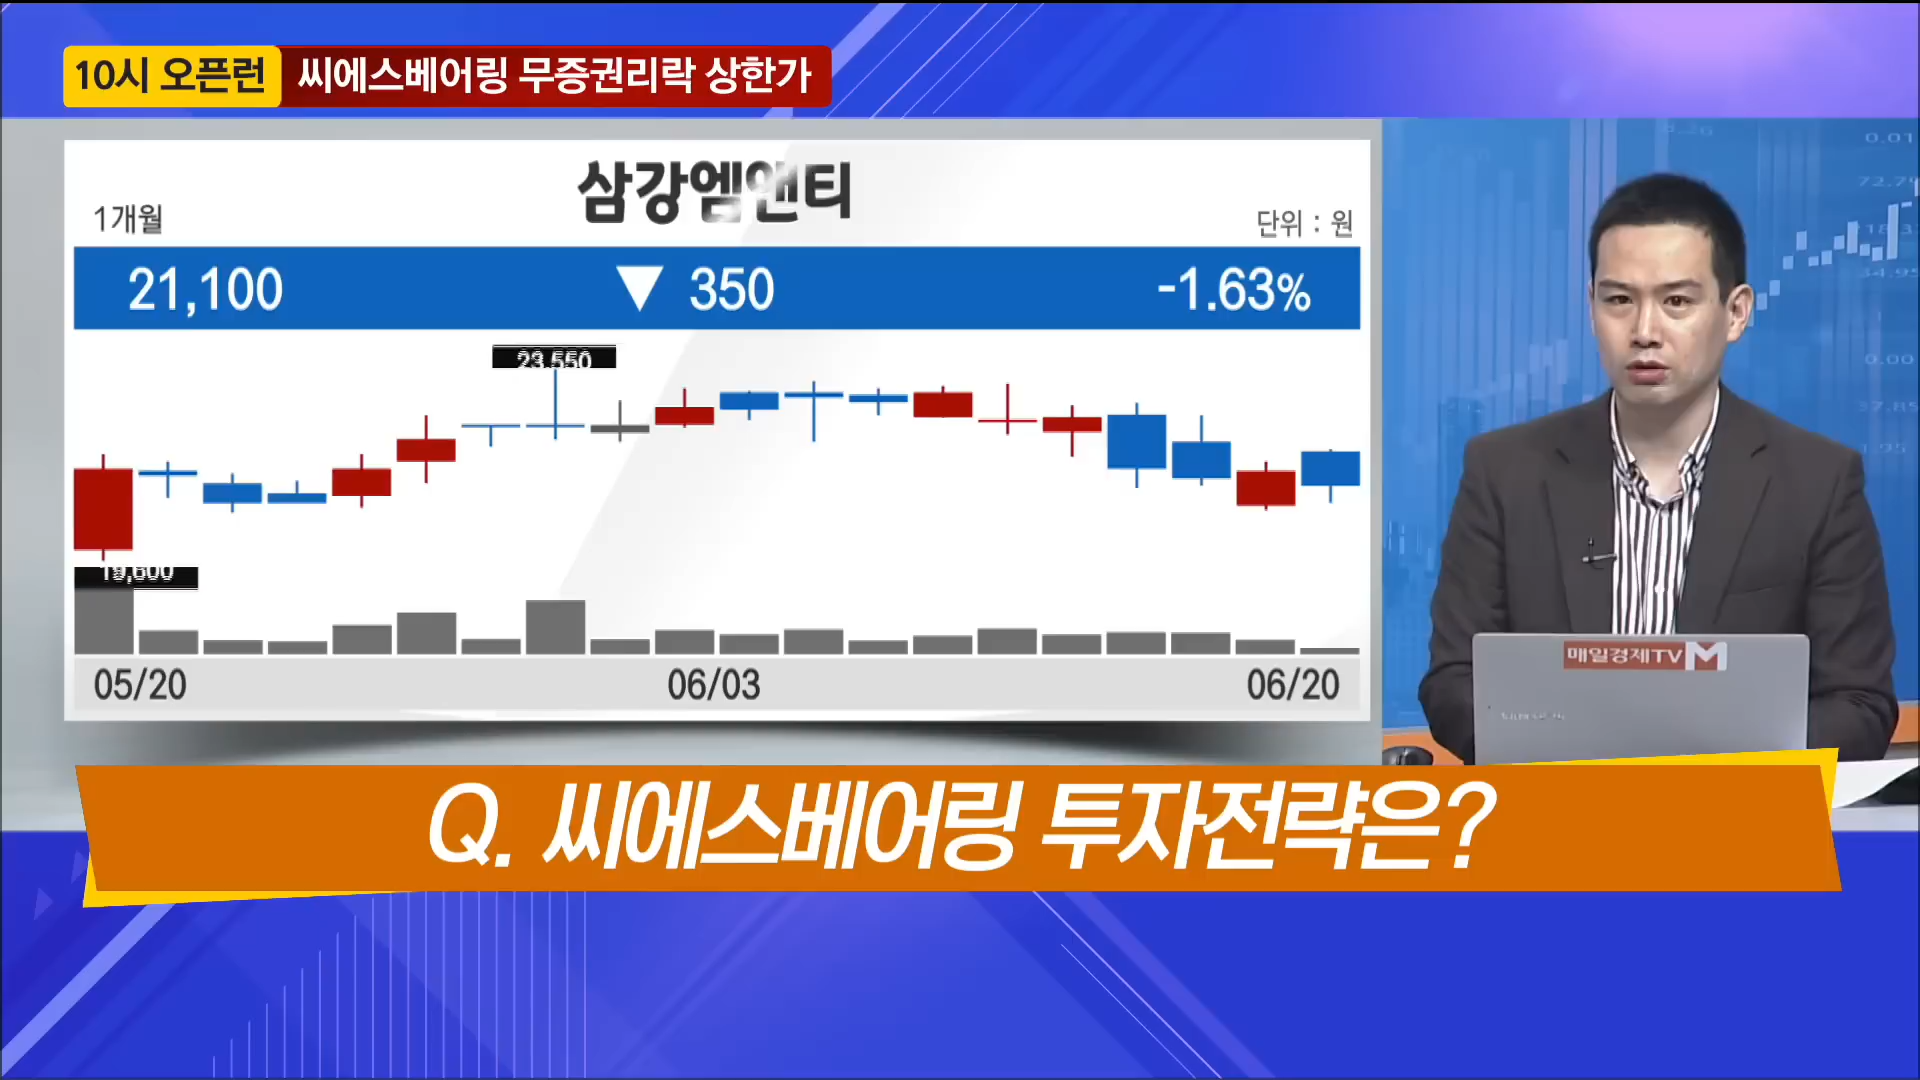 10시 오픈런 씨에스베어링 무증권리락 상한가
삼강엠앤티
1개월
단위 : 원
21,100 ▼ 350 -1.63%
23,550
19,600
05/20 06/03 06/20
매일경제TV M
Q. 씨에스베어링 투자전략은?